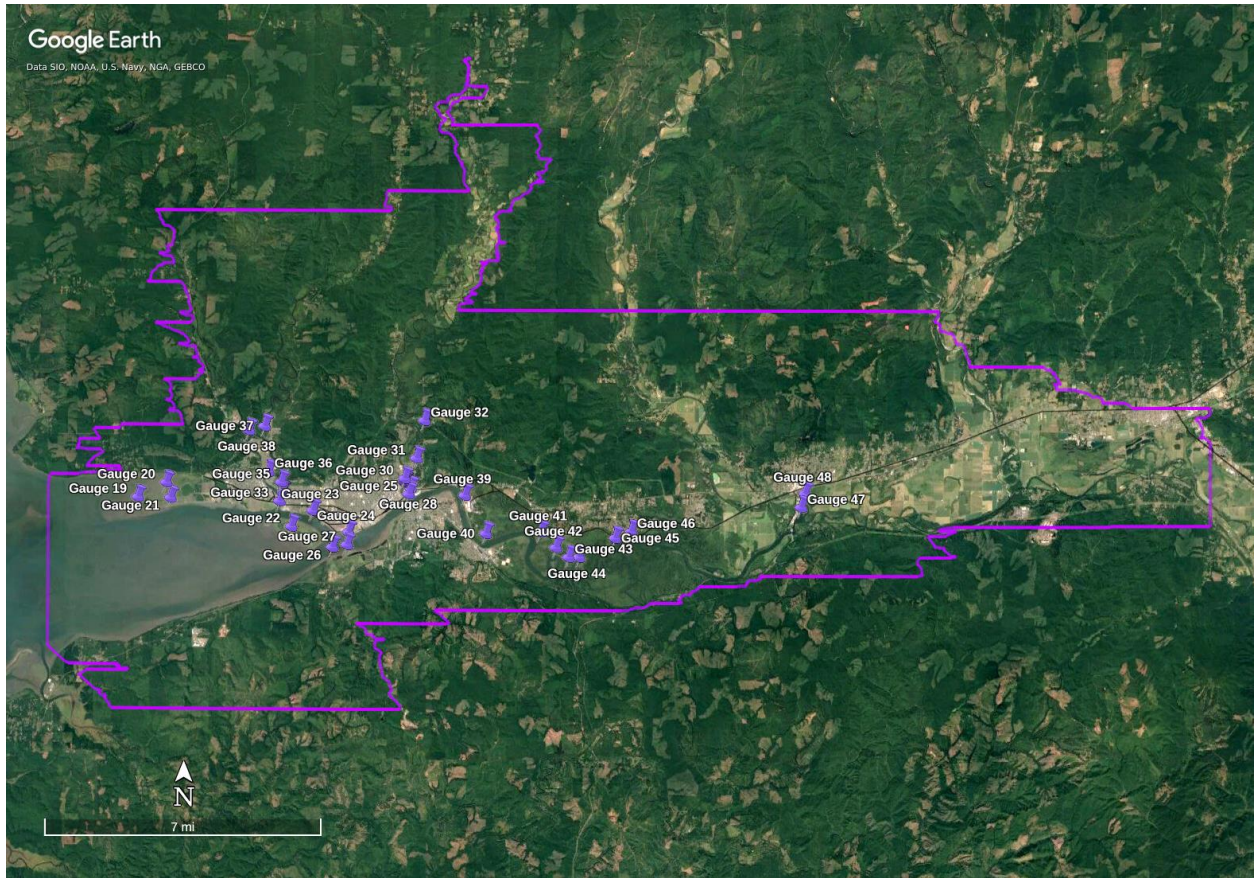 Google Earth
Data SIO, NOAA, U.S. Navy, NGA, GEBCO
Gauge 32
Gauge 37
Gauge 38
Gauge 31
Gauge 36
Gauge 35
Gauge 30
Gauge 20
Gauge 39
Gauge 48
Gauge 25
Gauge 19
Gauge 33
Gauge 23
Gauge 47
Gauge 21
Gauge 28
Gauge 24
Gauge 41
Gauge 22
Gauge 46
Gauge 42
Gauge 40
Gauge 27
Gauge 45
Gauge 43
Gauge 26
Gauge 44
N
7 mi